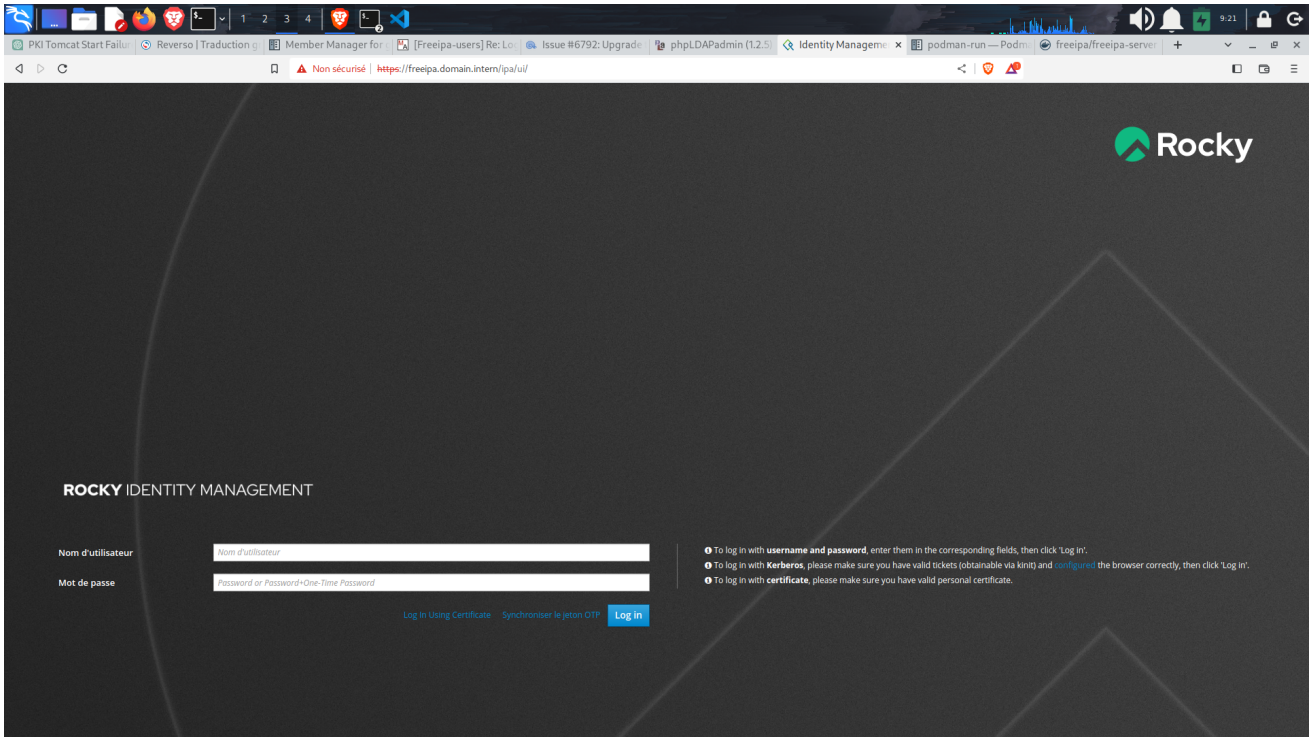 1 2 3 4 9:21
PKI Tomcat Start Failur Reverso | Traduction g Member Manager for [Freeipa-users] Re: Lo Issue #6792: Upgrade phpLDAPadmin (1.2.5) Identity Manageme podman-run — Podm freeipa/freeipa-server
Non sécurisé https://freeipa.domain.intern/ipa/ui/
Rocky
ROCKY IDENTITY MANAGEMENT
Nom d'utilisateur Nom d'utilisateur
Mot de passe Password or Password+One-Time Password
Log In Using Certificate Synchroniser le jeton OTP Log in
To log in with username and password, enter them in the corresponding fields, then click 'Log in'.
To log in with Kerberos, please make sure you have valid tickets (obtainable via kinit) and configured the browser correctly, then click 'Log in'.
To log in with certificate, please make sure you have valid personal certificate.